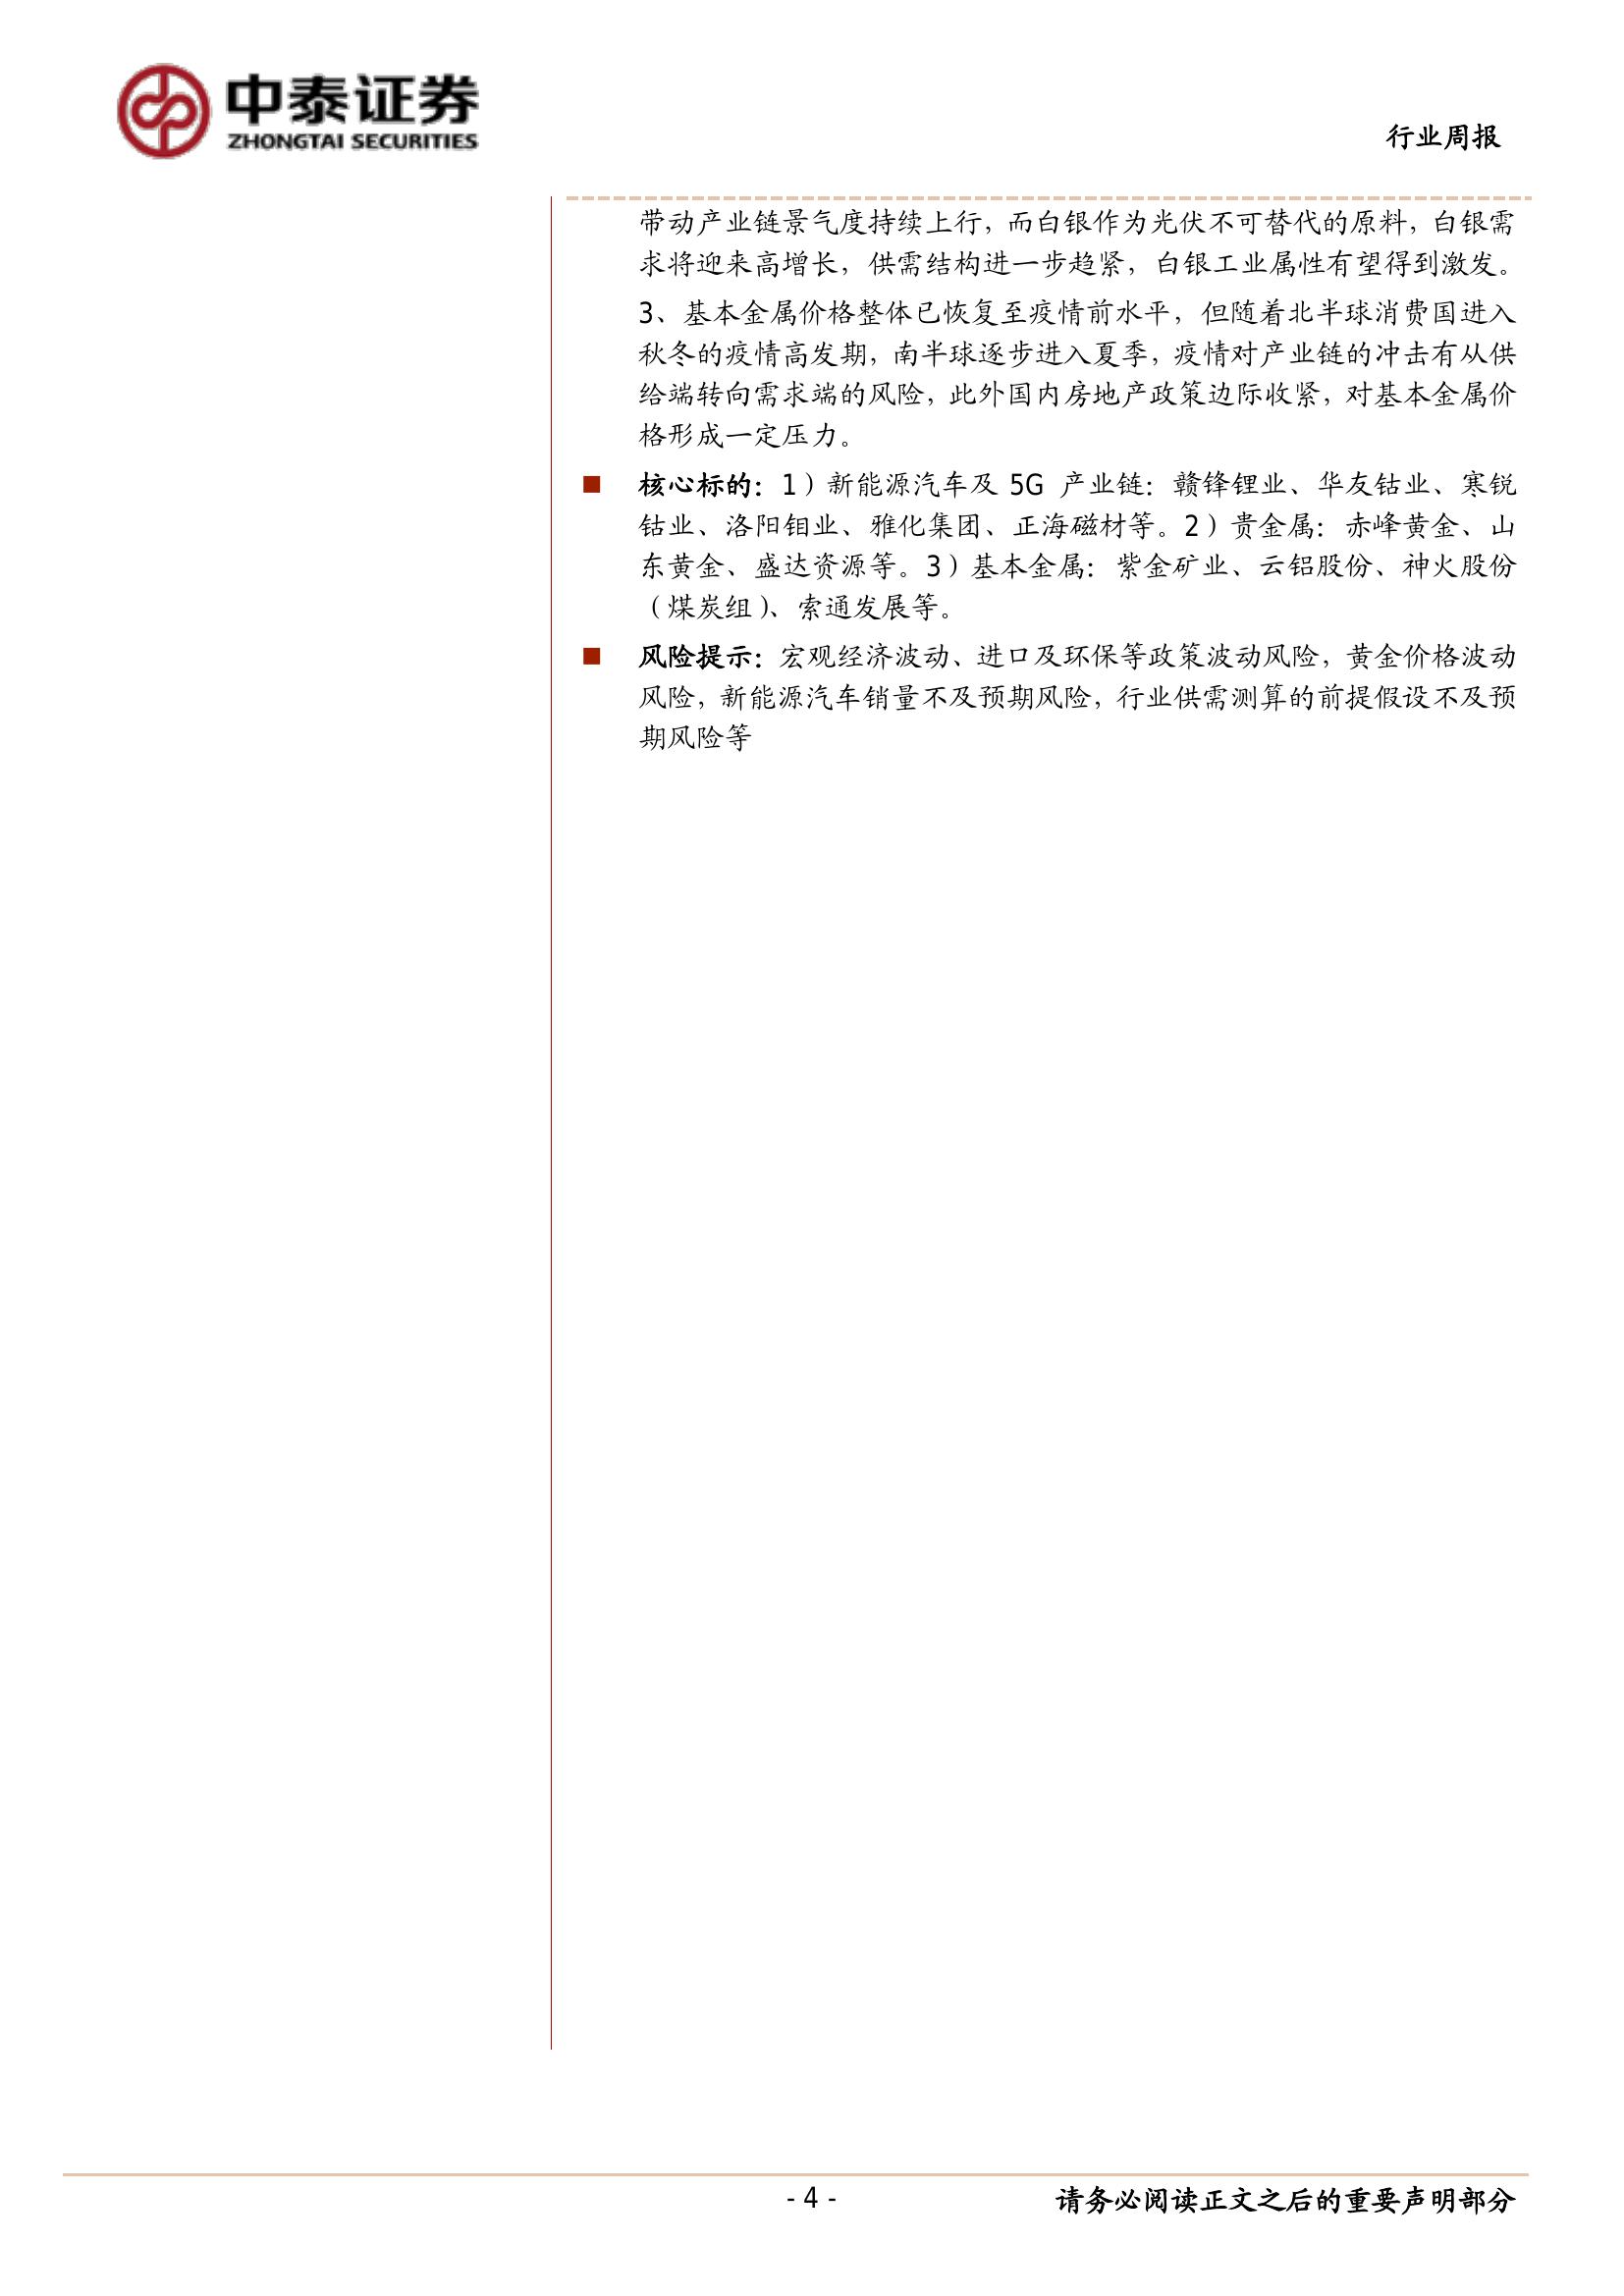 中泰证券
ZHONGTAI SECURITIES
行业周报
带动产业链景气度持续上行，而白银作为光伏不可替代的原料，白银需
求将迎来高增长，供需结构进一步趋紧，白银工业属性有望得到激发。
3、基本金属价格整体已恢复至疫情前水平，但随着北半球消费国进入
秋冬的疫情高发期，南半球逐步进入夏季，疫情对产业链的冲击有从供
给端转向需求端的风险，此外国内房地产政策边际收紧，对基本金属价
格形成一定压力。
■ 核心标的：1）新能源汽车及 5G 产业链：赣锋锂业、华友钴业、寒锐
钴业、洛阳钼业、雅化集团、正海磁材等。2）贵金属：赤峰黄金、山
东黄金、盛达资源等。3）基本金属：紫金矿业、云铝股份、神火股份
（煤炭组）、索通发展等。
■ 风险提示：宏观经济波动、进口及环保等政策波动风险，黄金价格波动
风险，新能源汽车销量不及预期风险，行业供需测算的前提假设不及预
期风险等
- 4 -
请务必阅读正文之后的重要声明部分